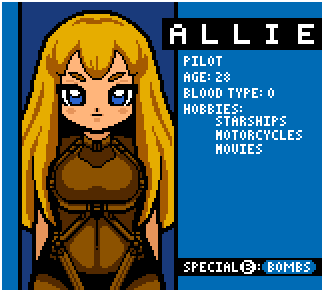 ALLIE
PILOT
AGE: 28
BLOOD TYPE: O
HOBBIES:
STARSHIPS
MOTORCYCLES
MOVIES
SPECIAL B: BOMBS